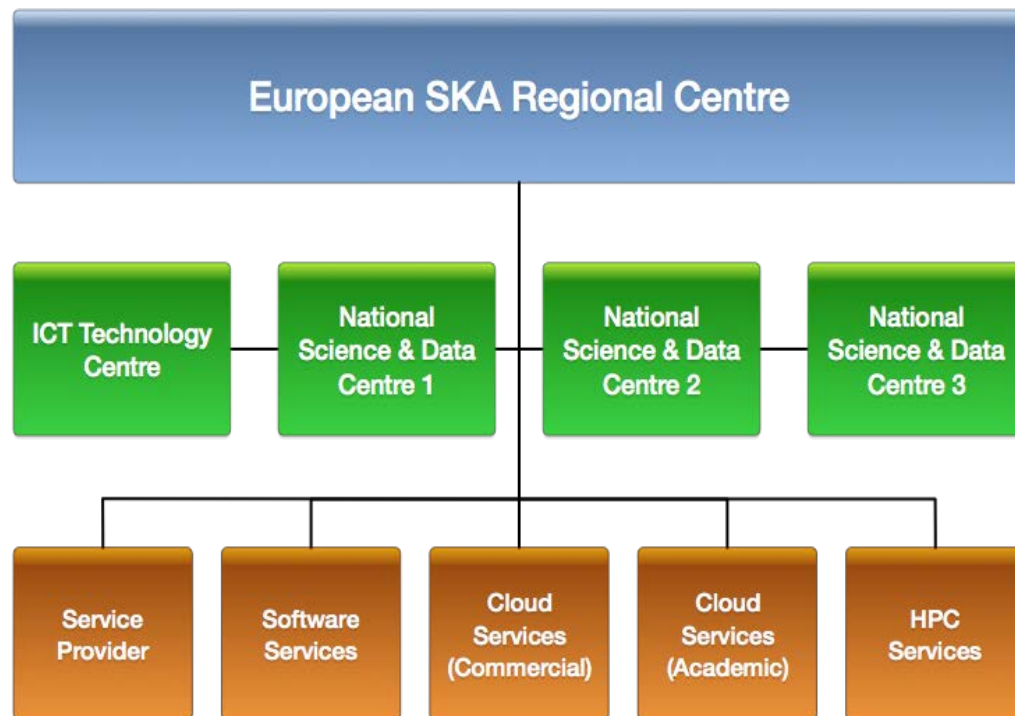 European SKA Regional Centre
ICT Technology
Centre
National
Science & Data
Centre 1
National
Science & Data
Centre 2
National
Science & Data
Centre 3
Service
Provider
Software
Services
Cloud
Services
(Commercial)
Cloud
Services
(Academic)
HPC
Services